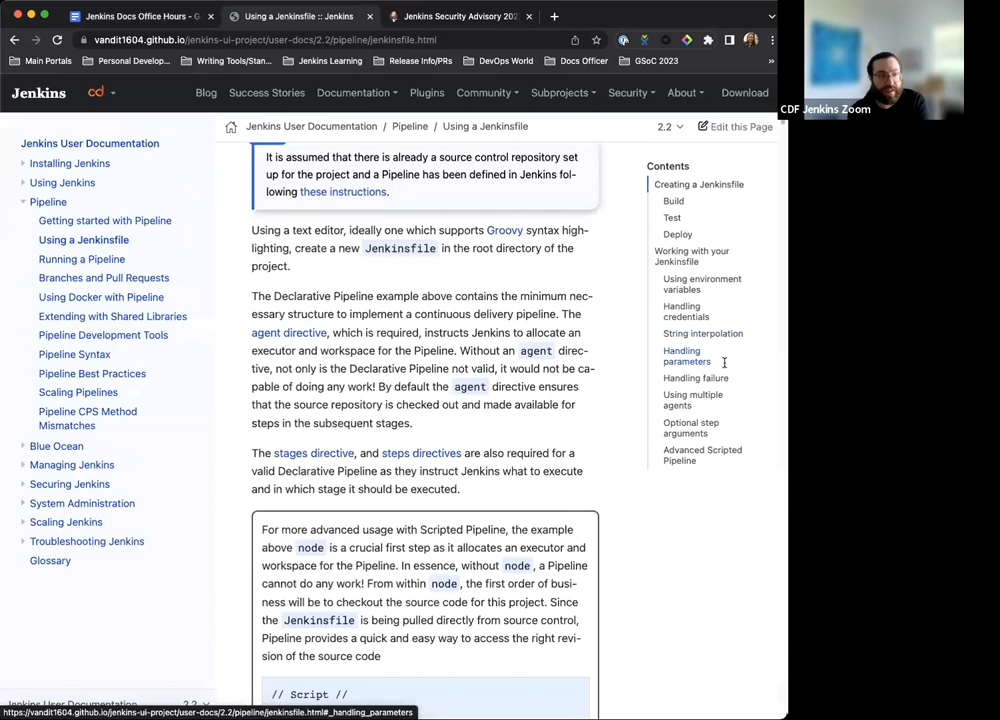 Jenkins Docs Office Hours - G
Using a Jenkinsfile :: Jenkins
Jenkins Security Advisory 202
vandit1604.github.io/jenkins-ui-project/user-docs/2.2/pipeline/jenkinsfile.html
Main Portals
Personal Develop...
Writing Tools/Stan...
Jenkins Learning
Release Info/PRs
DevOps World
Docs Officer
GSoC 2023
»
Jenkins
cd
Blog
Success Stories
Documentation
Plugins
Community
Subprojects
Security
About
Download
CDF Jenkins Zoom
Jenkins User Documentation / Pipeline / Using a Jenkinsfile
2.2
Edit this Page
Jenkins User Documentation
Installing Jenkins
Using Jenkins
Pipeline
Getting started with Pipeline
Using a Jenkinsfile
Running a Pipeline
Branches and Pull Requests
Using Docker with Pipeline
Extending with Shared Libraries
Pipeline Development Tools
Pipeline Syntax
Pipeline Best Practices
Scaling Pipelines
Pipeline CPS Method
Mismatches
Blue Ocean
Managing Jenkins
Securing Jenkins
System Administration
Scaling Jenkins
Troubleshooting Jenkins
Glossary
It is assumed that there is already a source control repository set
up for the project and a Pipeline has been defined in Jenkins fol-
lowing these instructions.
Using a text editor, ideally one which supports Groovy syntax high-
lighting, create a new Jenkinsfile in the root directory of the
project.
The Declarative Pipeline example above contains the minimum nec-
essary structure to implement a continuous delivery pipeline. The
agent directive, which is required, instructs Jenkins to allocate an
executor and workspace for the Pipeline. Without an agent direc-
tive, not only is the Declarative Pipeline not valid, it would not be ca-
pable of doing any work! By default the agent directive ensures
that the source repository is checked out and made available for
steps in the subsequent stages.
The stages directive, and steps directives are also required for a
valid Declarative Pipeline as they instruct Jenkins what to execute
and in which stage it should be executed.
For more advanced usage with Scripted Pipeline, the example
above node is a crucial first step as it allocates an executor and
workspace for the Pipeline. In essence, without node, a Pipeline
cannot do any work! From within node, the first order of busi-
ness will be to checkout the source code for this project. Since
the Jenkinsfile is being pulled directly from source control,
Pipeline provides a quick and easy way to access the right revi-
sion of the source code
// Script //
Contents
Creating a Jenkinsfile
Build
Test
Deploy
Working with your
Jenkinsfile
Using environment
variables
Handling
credentials
String interpolation
Handling
parameters
Handling failure
Using multiple
agents
Optional step
arguments
Advanced Scripted
Pipeline
Jenkins User Documentation 2.2
https://vandit1604.github.io/jenkins-ui-project/user-docs/2.2/pipeline/jenkinsfile.html#_handling_parameters